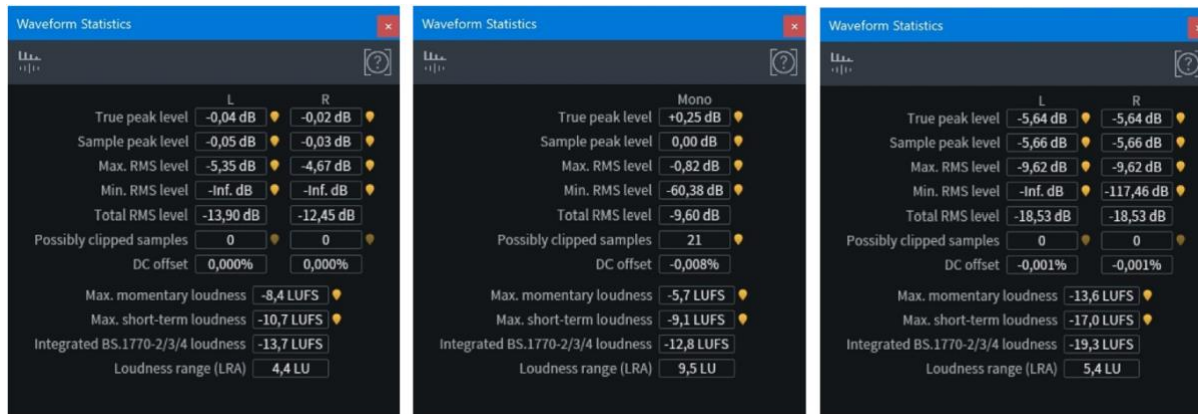 Waveform Statistics
×
[?]
L R
True peak level -0,04 dB -0,02 dB
Sample peak level -0,05 dB -0,03 dB
Max. RMS level -5,35 dB -4,67 dB
Min. RMS level -Inf. dB -Inf. dB
Total RMS level -13,90 dB -12,45 dB
Possibly clipped samples 0 0
DC offset 0,000% 0,000%
Max. momentary loudness -8,4 LUFS
Max. short-term loudness -10,7 LUFS
Integrated BS.1770-2/3/4 loudness -13,7 LUFS
Loudness range (LRA) 4,4 LU
Waveform Statistics
×
[?]
Mono
True peak level +0,25 dB
Sample peak level 0,00 dB
Max. RMS level -0,82 dB
Min. RMS level -60,38 dB
Total RMS level -9,60 dB
Possibly clipped samples 21
DC offset -0,008%
Max. momentary loudness -5,7 LUFS
Max. short-term loudness -9,1 LUFS
Integrated BS.1770-2/3/4 loudness -12,8 LUFS
Loudness range (LRA) 9,5 LU
Waveform Statistics
×
[?]
L R
True peak level -5,64 dB -5,64 dB
Sample peak level -5,66 dB -5,66 dB
Max. RMS level -9,62 dB -9,62 dB
Min. RMS level -Inf. dB -117,46 dB
Total RMS level -18,53 dB -18,53 dB
Possibly clipped samples 0 0
DC offset -0,001% -0,001%
Max. momentary loudness -13,6 LUFS
Max. short-term loudness -17,0 LUFS
Integrated BS.1770-2/3/4 loudness -19,3 LUFS
Loudness range (LRA) 5,4 LU